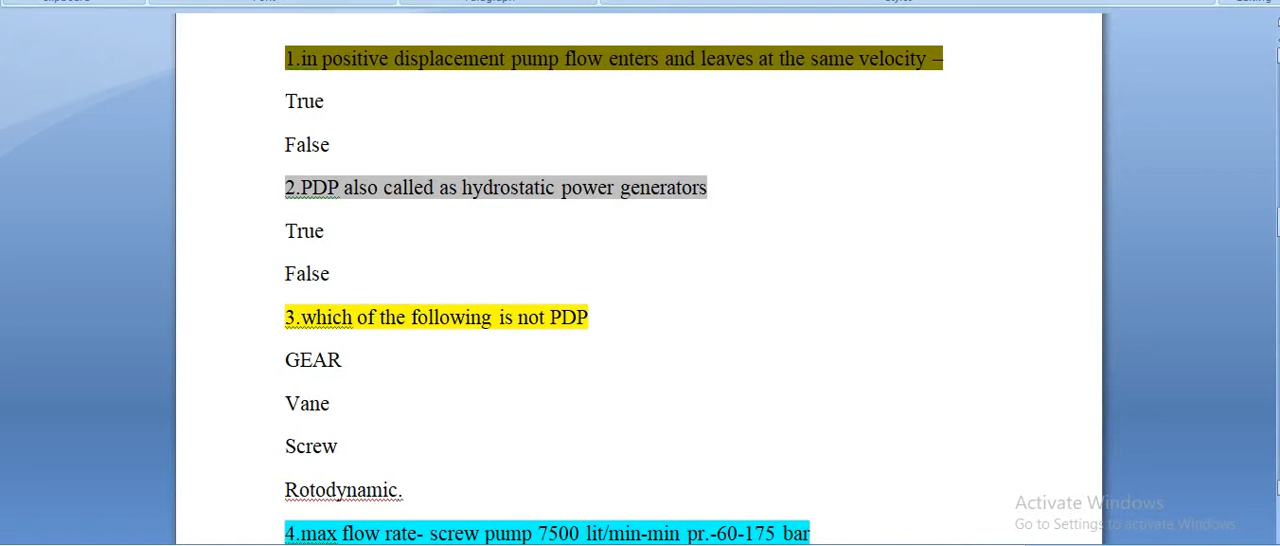 1.in positive displacement pump flow enters and leaves at the same velocity –
True
False
2.PDP also called as hydrostatic power generators
True
False
3.which of the following is not PDP
GEAR
Vane
Screw
Rotodynamic.
4.max flow rate- screw pump 7500 lit/min-min pr.-60-175 bar
Activate Windows
Go to Settings to activate Windows.